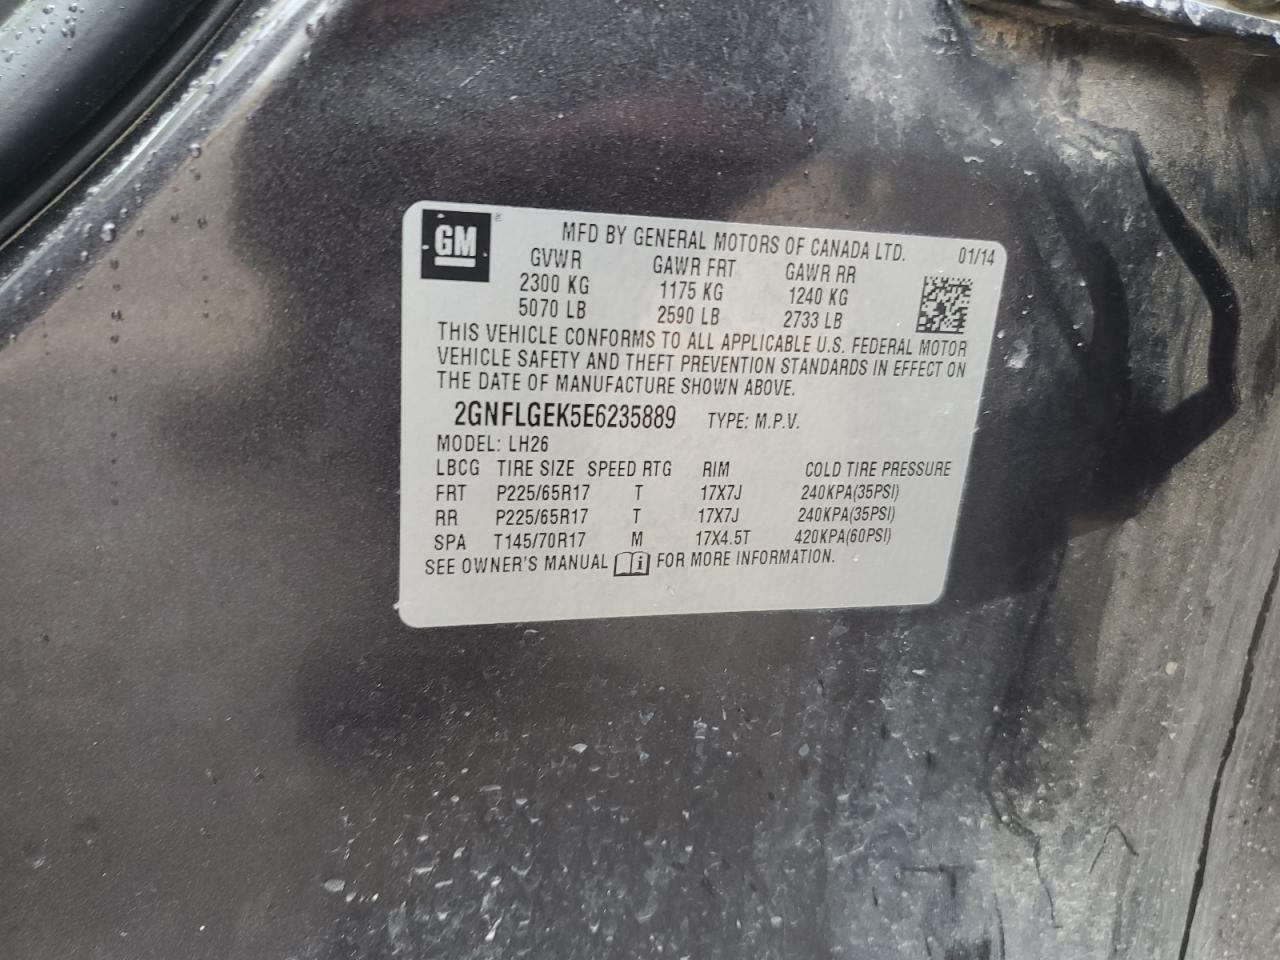 GM
MFD BY GENERAL MOTORS OF CANADA LTD. 01/14
GVWR GAWR FRT GAWR RR
2300 KG 1175 KG 1240 KG
5070 LB 2590 LB 2733 LB
THIS VEHICLE CONFORMS TO ALL APPLICABLE U.S. FEDERAL MOTOR
VEHICLE SAFETY AND THEFT PREVENTION STANDARDS IN EFFECT ON
THE DATE OF MANUFACTURE SHOWN ABOVE.
2GNFLGEK5E6235889 TYPE: M.P.V.
MODEL: LH26
LBCG TIRE SIZE SPEED RTG RIM COLD TIRE PRESSURE
FRT P225/65R17 T 17X7J 240KPA(35PSI)
RR P225/65R17 T 17X7J 240KPA(35PSI)
SPA T145/70R17 M 17X4.5T 420KPA(60PSI)
SEE OWNER'S MANUAL FOR MORE INFORMATION.